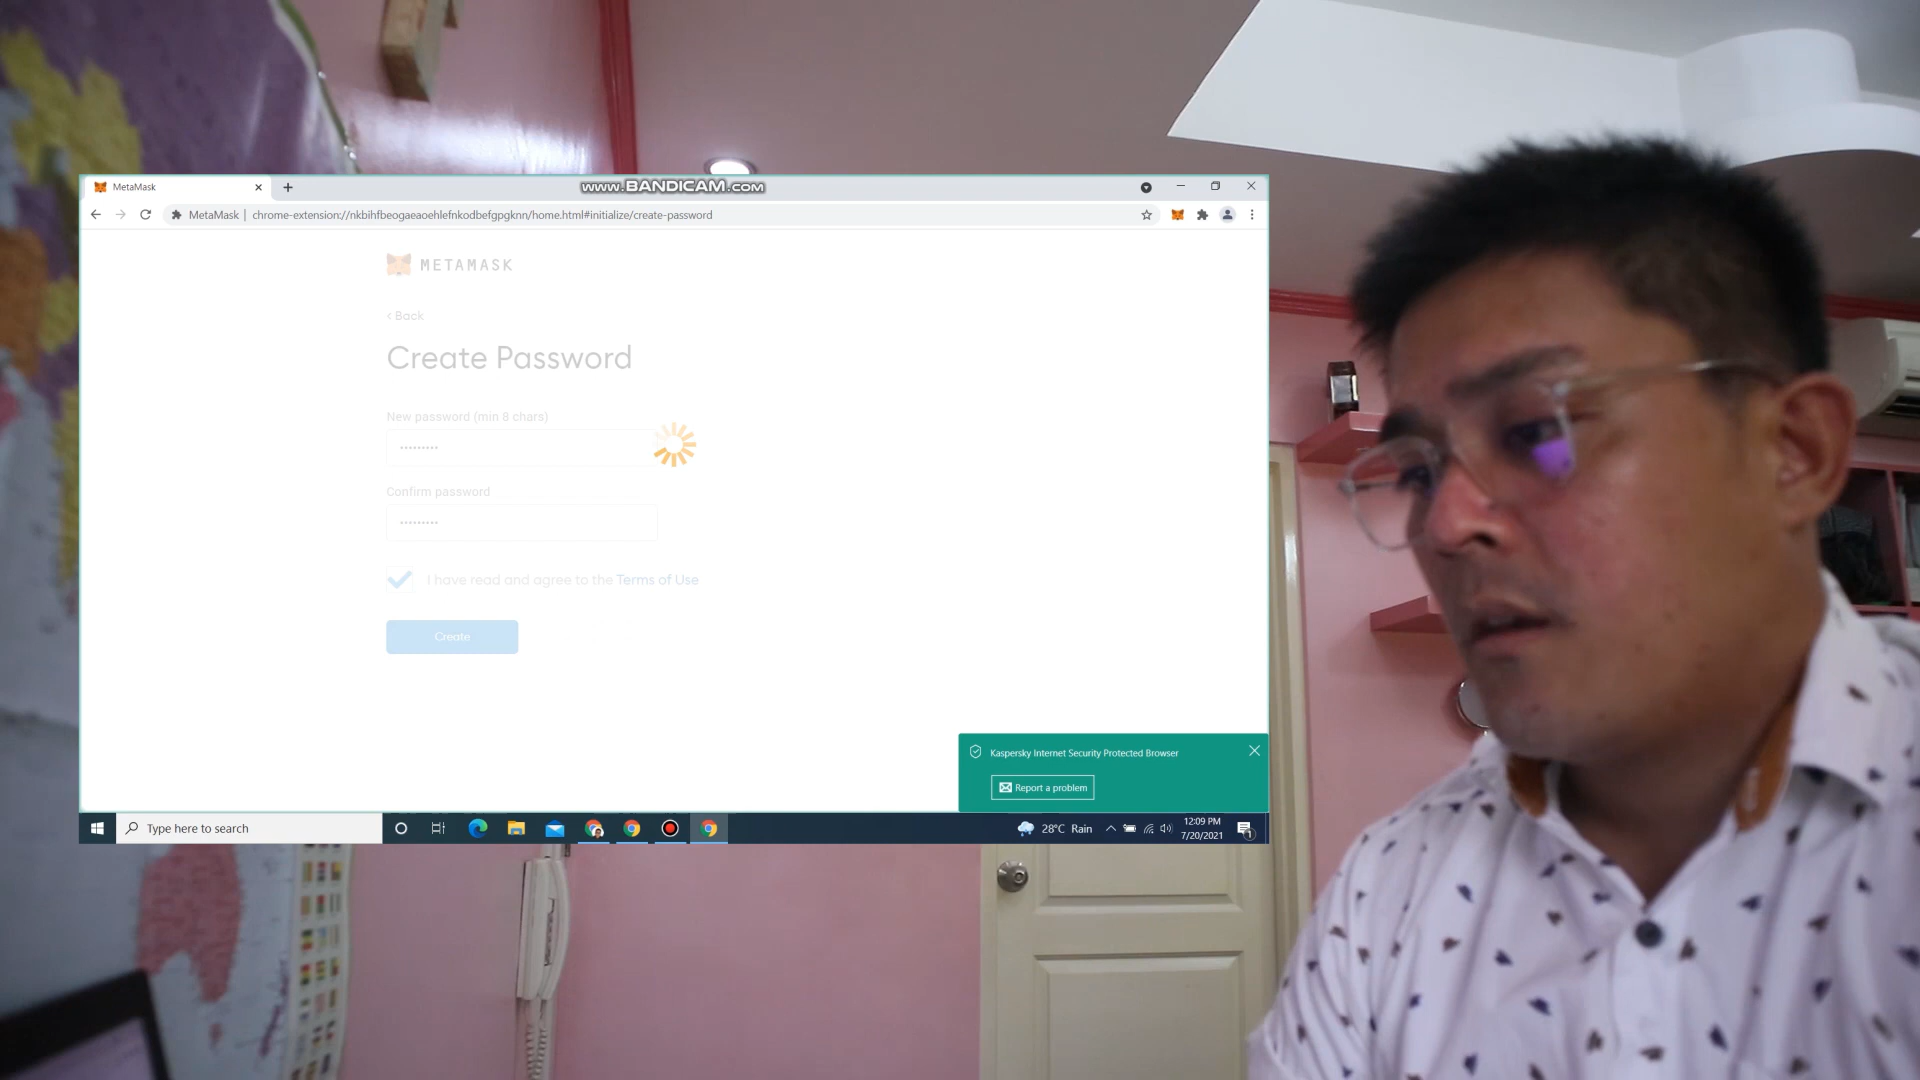 MetaMask
www.BANDICAM.com
MetaMask | chrome-extension://nkbihfbeogaeaoehlefnkodbefgpgknn/home.html#initialize/create-password
METAMASK
< Back
Create Password
New password (min 8 chars)
•••••••••
Confirm password
•••••••••
I have read and agree to the Terms of Use
Create
Kaspersky Internet Security Protected Browser
Report a problem
Type here to search
28°C Rain
12:09 PM
7/20/2021
1